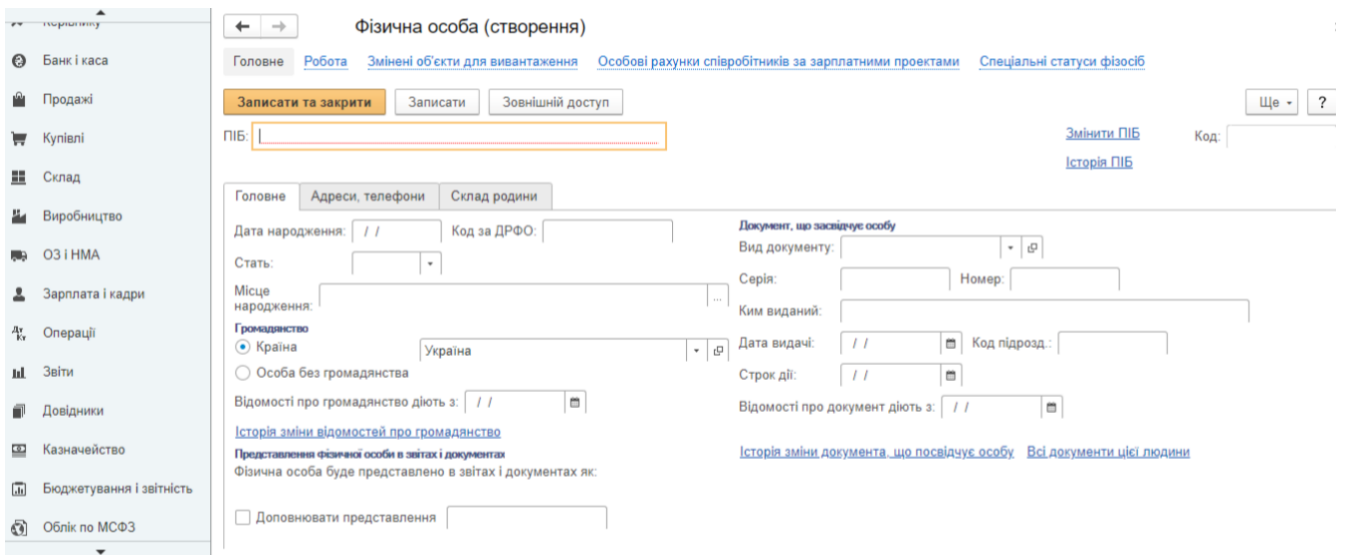 Керівнику
Банк і каса
Продажі
Купівлі
Склад
Виробництво
ОЗ і НМА
Зарплата і кадри
Операції
Звіти
Довідники
Казначейство
Бюджетування і звітність
Облік по МСФЗ
Фізична особа (створення)
Головне Робота Змінені об'єкти для вивантаження Особові рахунки співробітників за зарплатними проектами Спеціальні статуси фізосіб
Записати та закрити Записати Зовнішній доступ Ще ?
ПІБ: Змінити ПІБ Код:
Історія ПІБ
Головне Адреси, телефони Склад родини
Дата народження: / / Код за ДРФО:
Стать:
Місце
народження: ...
Громадянство
Країна Україна
Особа без громадянства
Відомості про громадянство діють з: / /
Історія зміни відомостей про громадянство
Представлення фізичної особи в звітах і документах
Фізична особа буде представлено в звітах і документах як:
Доповнювати представлення
Документ, що засвідчує особу
Вид документу:
Серія: Номер:
Ким виданий:
Дата видачі: / / Код підрозд.:
Строк дії: / /
Відомості про документ діють з: / /
Історія зміни документа, що посвідчує особу Всі документи цієї людини